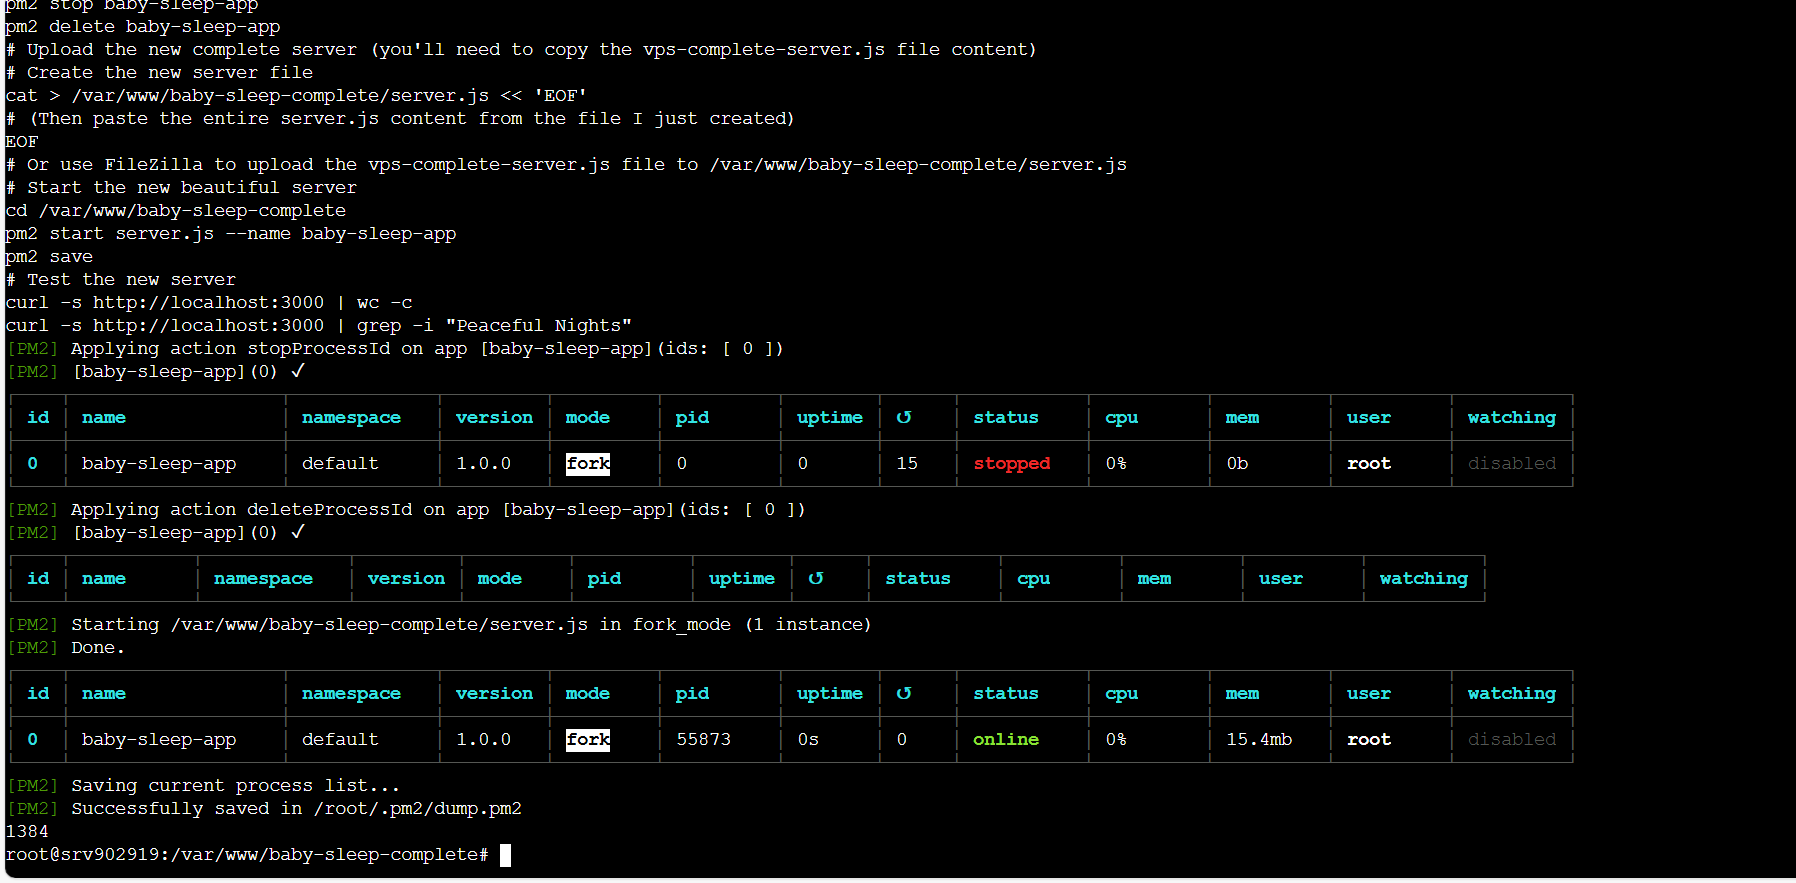 pm2 stop baby-sleep-app
pm2 delete baby-sleep-app
# Upload the new complete server (you'll need to copy the vps-complete-server.js file content)
# Create the new server file
cat > /var/www/baby-sleep-complete/server.js << 'EOF'
# (Then paste the entire server.js content from the file I just created)
EOF
# Or use FileZilla to upload the vps-complete-server.js file to /var/www/baby-sleep-complete/server.js
# Start the new beautiful server
cd /var/www/baby-sleep-complete
pm2 start server.js --name baby-sleep-app
pm2 save
# Test the new server
curl -s http://localhost:3000 | wc -c
curl -s http://localhost:3000 | grep -i "Peaceful Nights"
[PM2] Applying action stopProcessId on app [baby-sleep-app](ids: [ 0 ])
[PM2] [baby-sleep-app](0) ✓
id name namespace version mode pid uptime ↺ status cpu mem user watching
0 baby-sleep-app default 1.0.0 fork 0 0 15 stopped 0% 0b root disabled
[PM2] Applying action deleteProcessId on app [baby-sleep-app](ids: [ 0 ])
[PM2] [baby-sleep-app](0) ✓
id name namespace version mode pid uptime ↺ status cpu mem user watching
[PM2] Starting /var/www/baby-sleep-complete/server.js in fork_mode (1 instance)
[PM2] Done.
id name namespace version mode pid uptime ↺ status cpu mem user watching
0 baby-sleep-app default 1.0.0 fork 55873 0s 0 online 0% 15.4mb root disabled
[PM2] Saving current process list...
[PM2] Successfully saved in /root/.pm2/dump.pm2
1384
root@srv902919:/var/www/baby-sleep-complete#